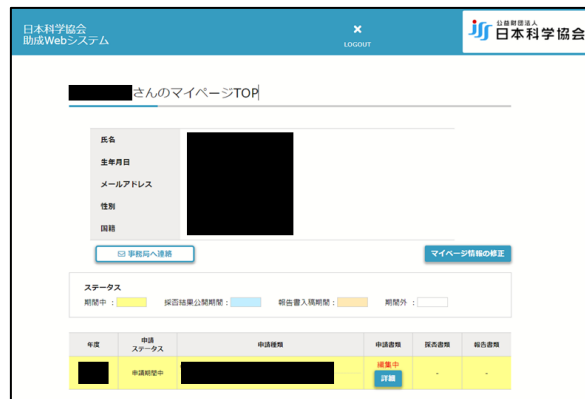 日本科学協会
助成Webシステム
×
LOGOUT
公益財団法人
日本科学協会
さんのマイページTOP
氏名
生年月日
メールアドレス
性別
国籍
事務局へ連絡
マイページ情報の修正
ステータス
期間中： 採否結果公開期間： 報告書入稿期間： 期間外：
年度 申請ステータス 申請種類 申請書類 採否書類 報告書類
申請期間中 編集中 詳細 - -